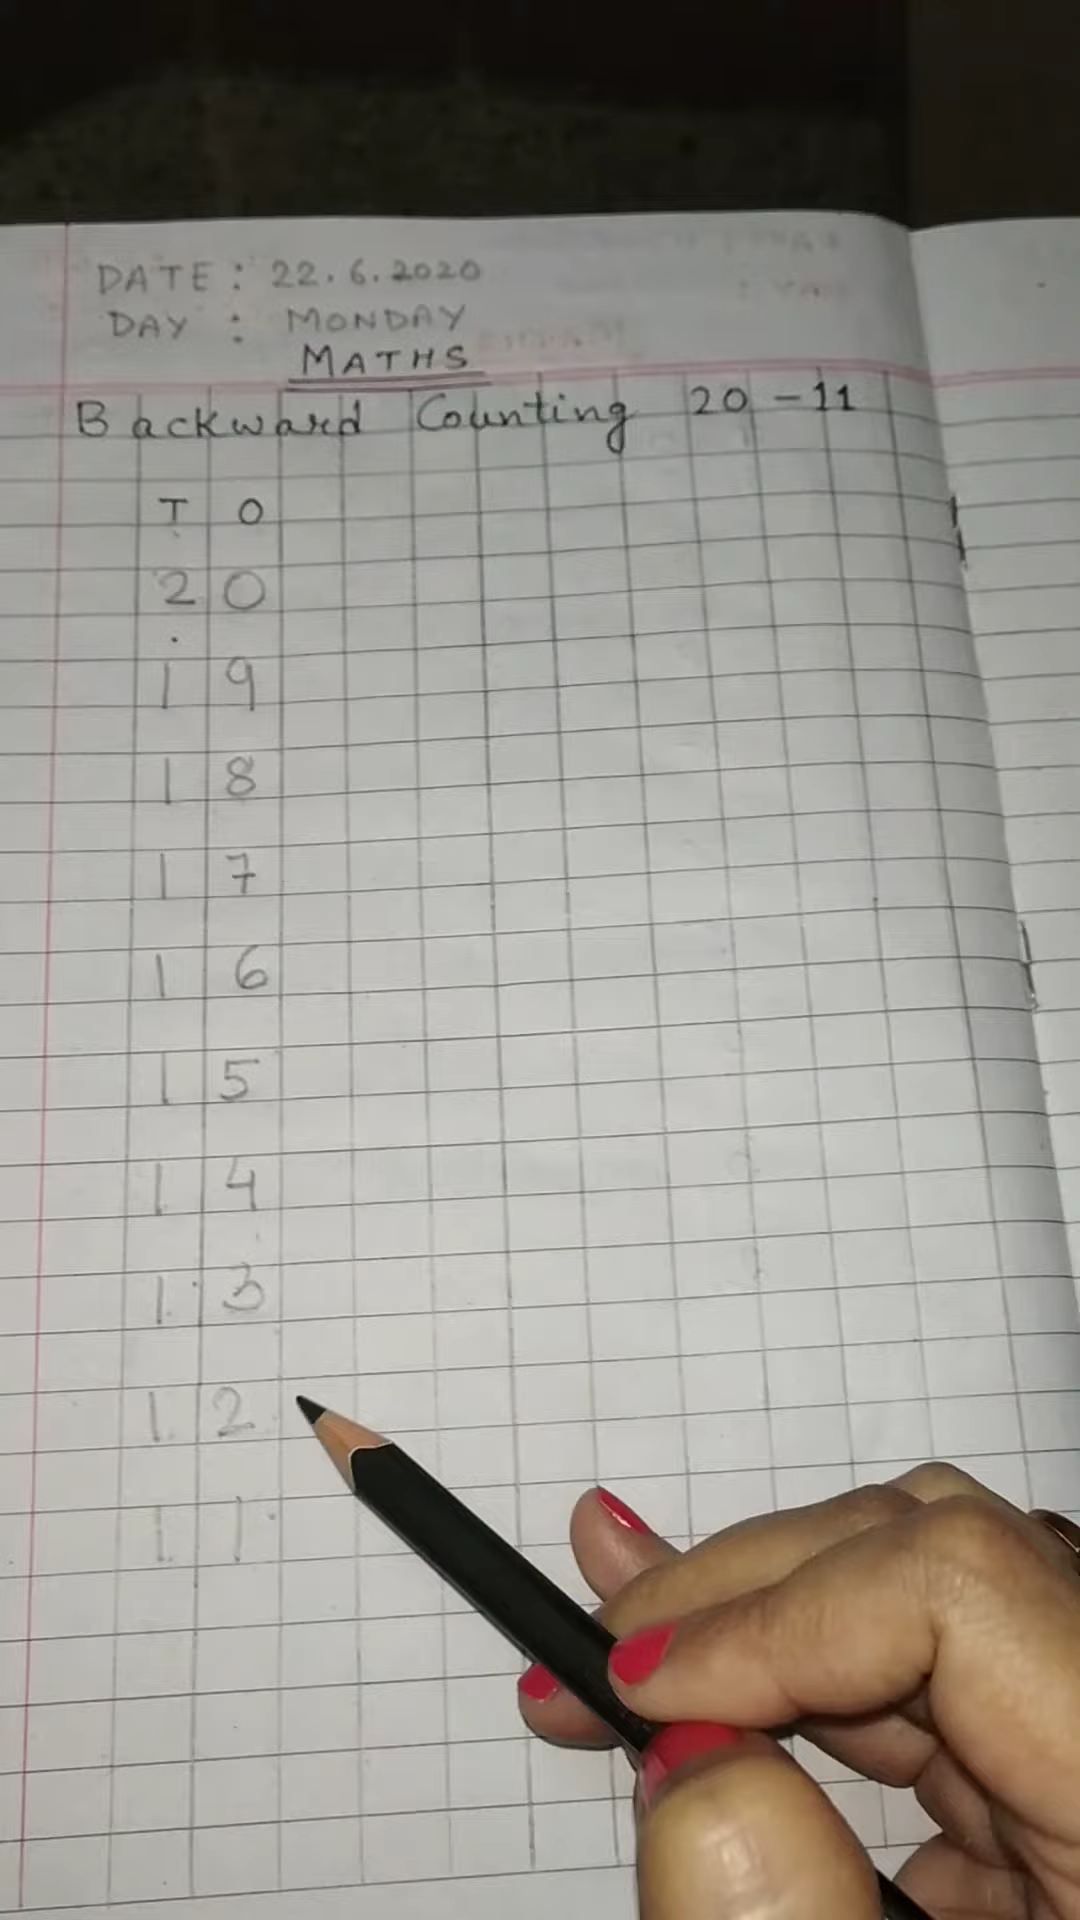 DATE : 22.6.2020
DAY : MONDAY
MATHS
Backward Counting 20 - 11
T O
2 0
1 9
1 8
1 7
1 6
1 5
1 4
1 3
1 2
1 1